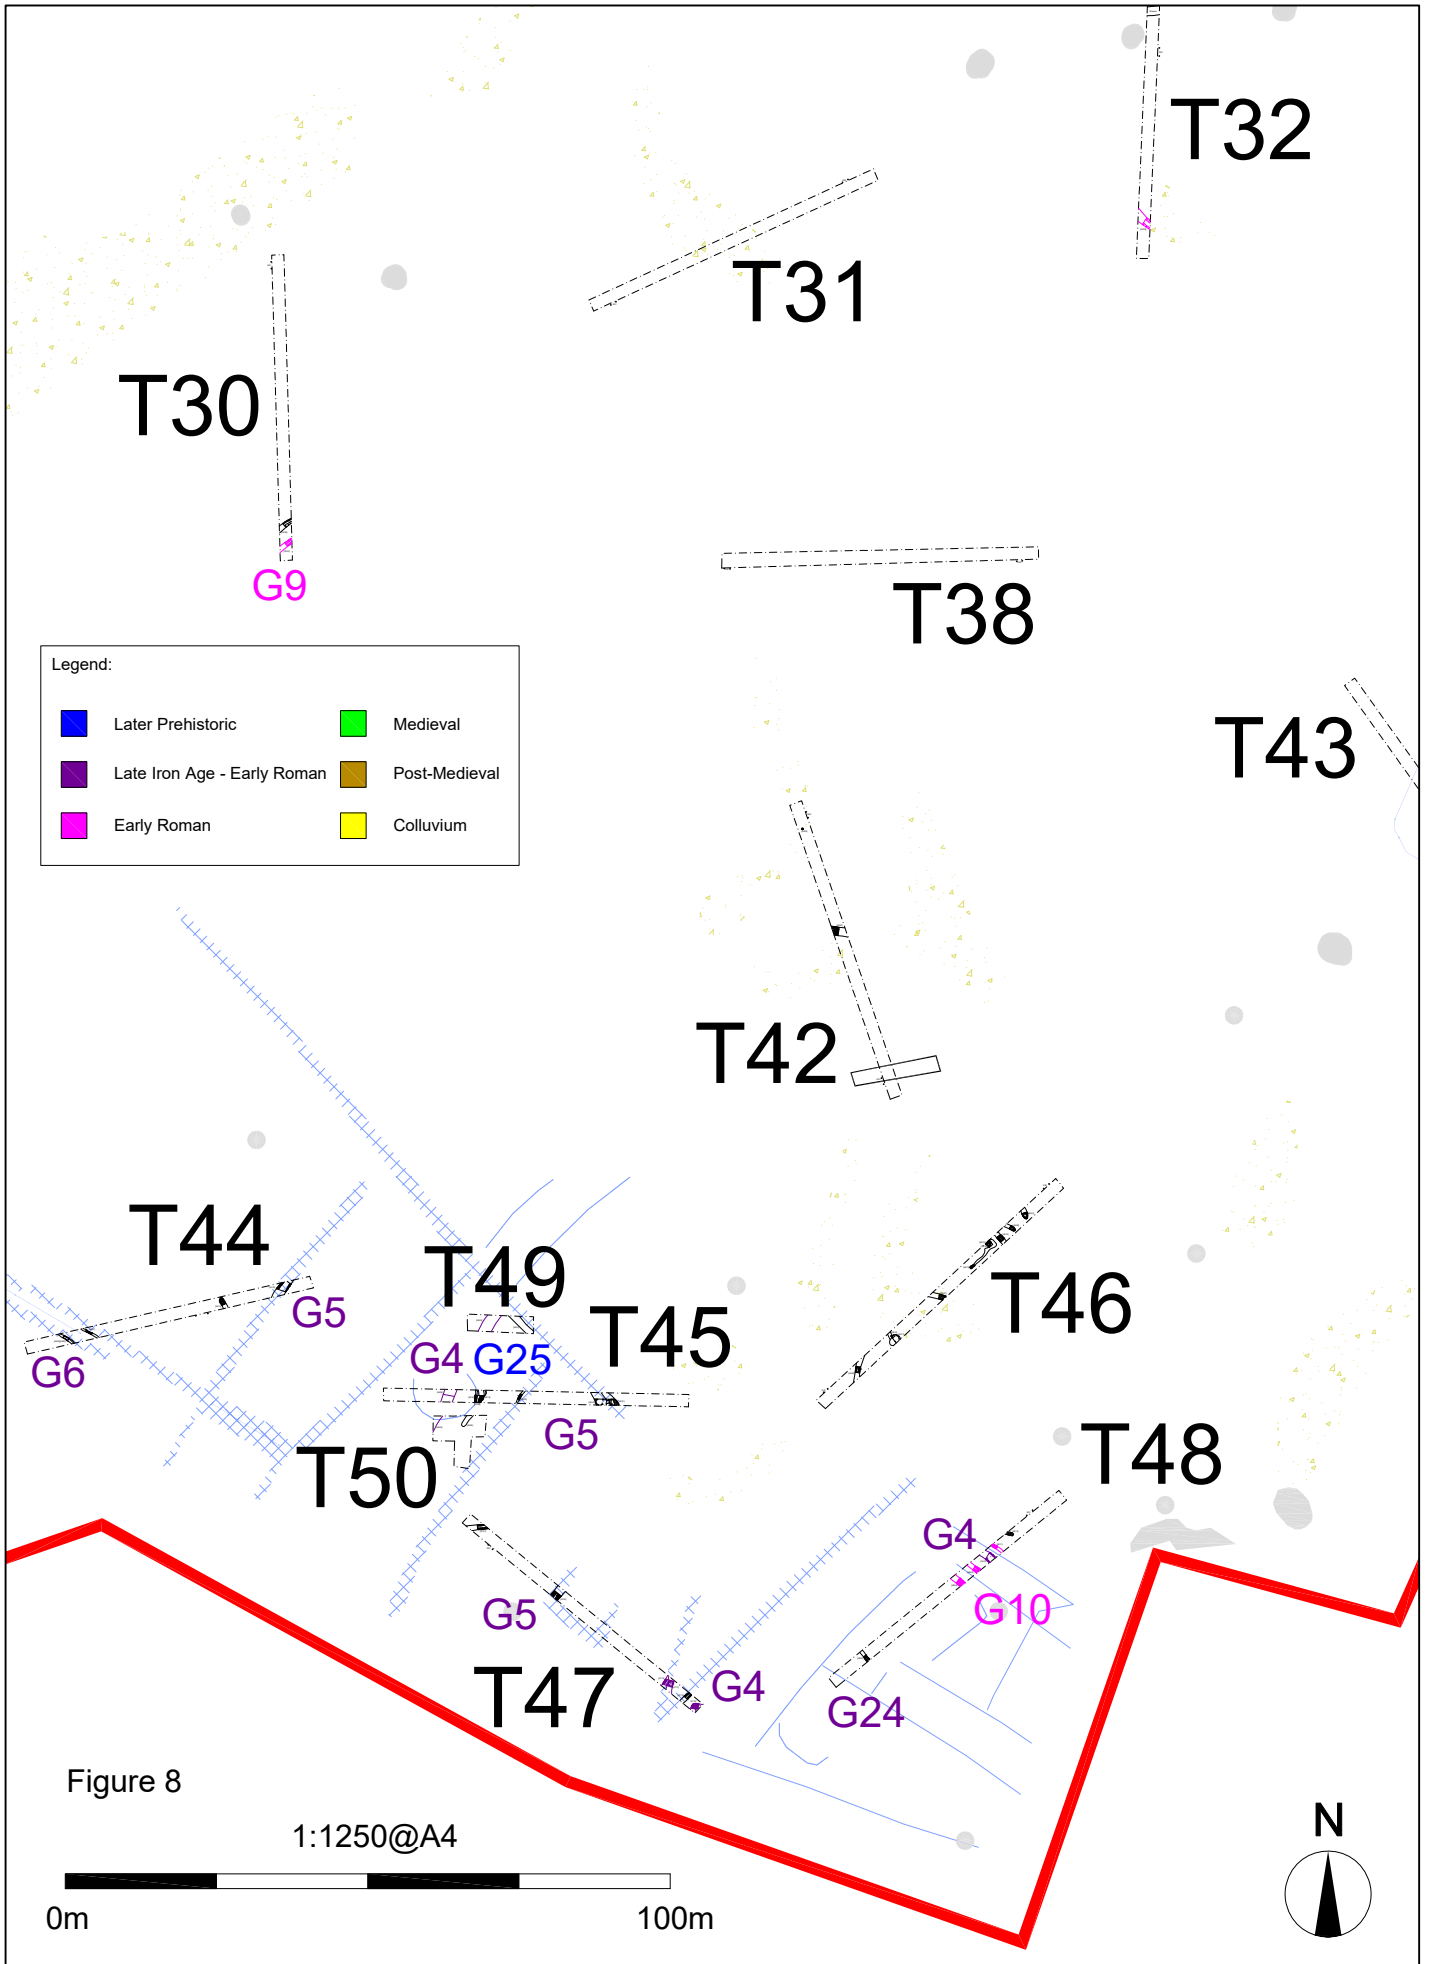 T32
T31
T30
G9
T38
Legend:
Later Prehistoric
Medieval
Late Iron Age - Early Roman
Post-Medieval
Early Roman
Colluvium
T43
T42
T44
T49
G5
T45
T46
G6
G4
G25
G5
T50
T48
G4
G5
G10
T47
G4
G24
Figure 8
1:1250@A4
N
0m
100m